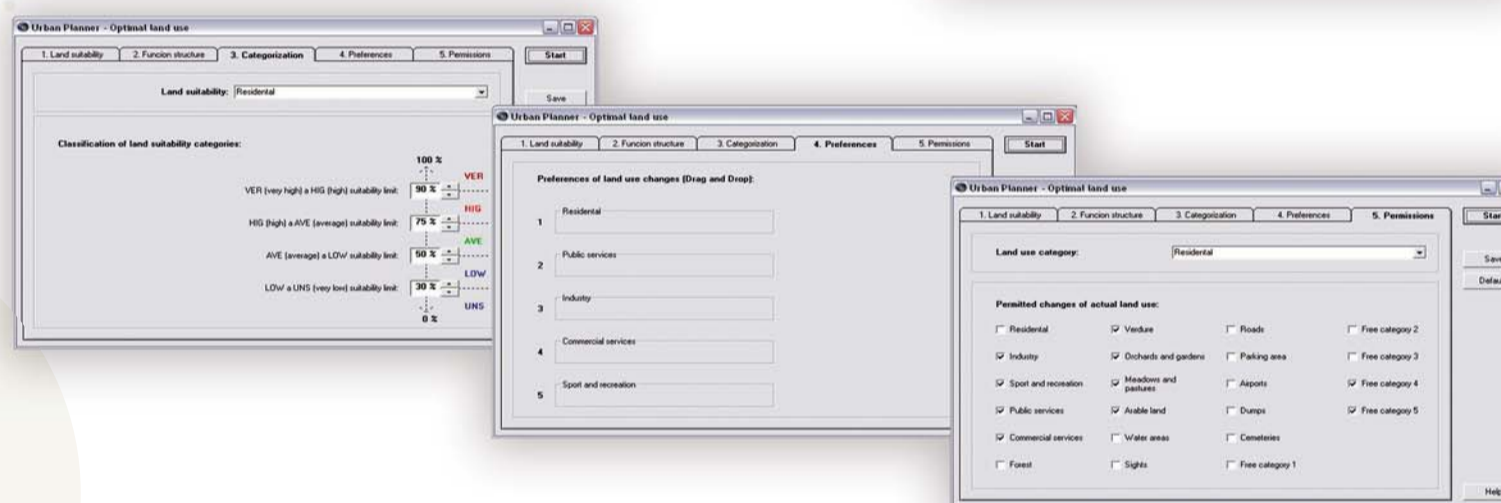 Urban Planner - Optimal land use
1. Land suitability 2. Funcion structure 3. Categorization 4. Preferences 5. Permissions Start
Land suitability: Residental
Save
Classification of land suitability categories:
100 %
VER
VER (very high) a HIG (high) suitability limit: 90 %
HIG
HIG (high) a AVE (average) suitability limit: 75 %
AVE
AVE (average) a LOW suitability limit: 50 %
LOW
LOW a UNS (very low) suitability limit: 30 %
UNS
0 %
Urban Planner - Optimal land use
1. Land suitability 2. Funcion structure 3. Categorization 4. Preferences 5. Permissions Start
Preferences of land use changes (Drag and Drop):
1 Residental
2 Public services
3 Industry
4 Commercial services
5 Sport and recreation
Urban Planner - Optimal land use
1. Land suitability 2. Funcion structure 3. Categorization 4. Preferences 5. Permissions Star
Land use category: Residental
Save
Defau
Permitted changes of actual land use:
Residental Verdure Roads Free category 2
Industry Orchards and gardens Parking area Free category 3
Sport and recreation Meadows and pastures Airports Free category 4
Public services Arable land Dumps Free category 5
Commercial services Water areas Cemeteries
Forest Sights Free category 1
Help